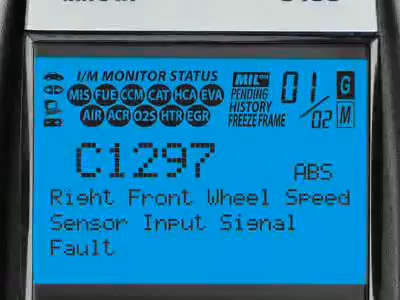 I/M MONITOR STATUS
MIL
MIS FUE CCM CAT HCA EVA
AIR ACR O2S HTR EGR
PENDING
HISTORY
FREEZE FRAME
01/02
G
M
C1297
ABS
Right Front Wheel Speed
Sensor Input Signal
Fault